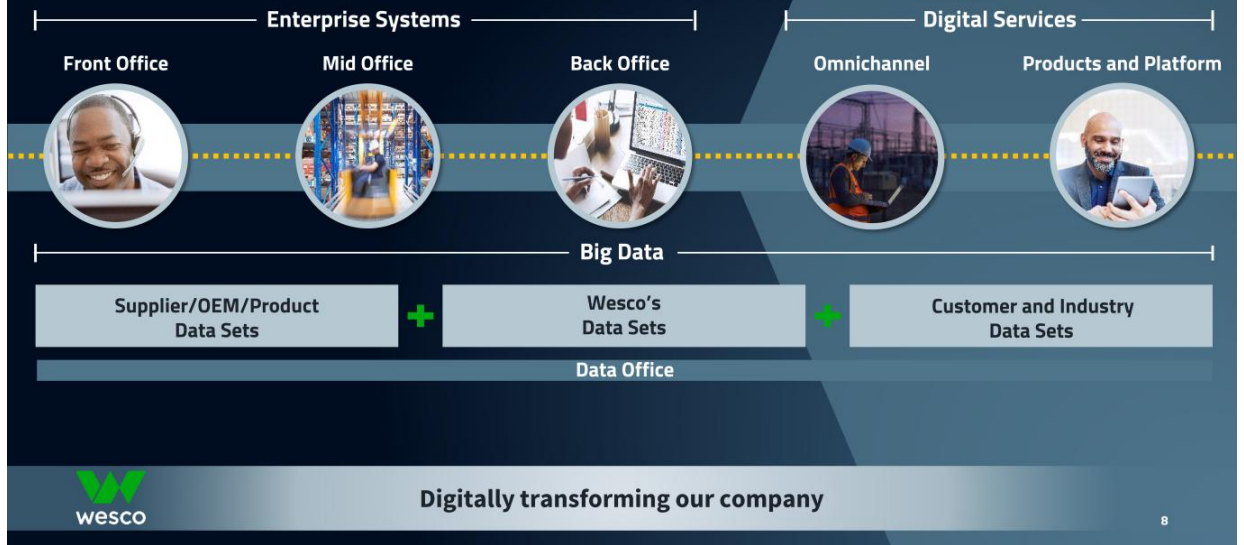 Enterprise Systems
Digital Services
Front Office
Mid Office
Back Office
Omnichannel
Products and Platform
Big Data
Supplier/OEM/Product
Data Sets
Wesco’s
Data Sets
Customer and Industry
Data Sets
Data Office
wesco
Digitally transforming our company
8